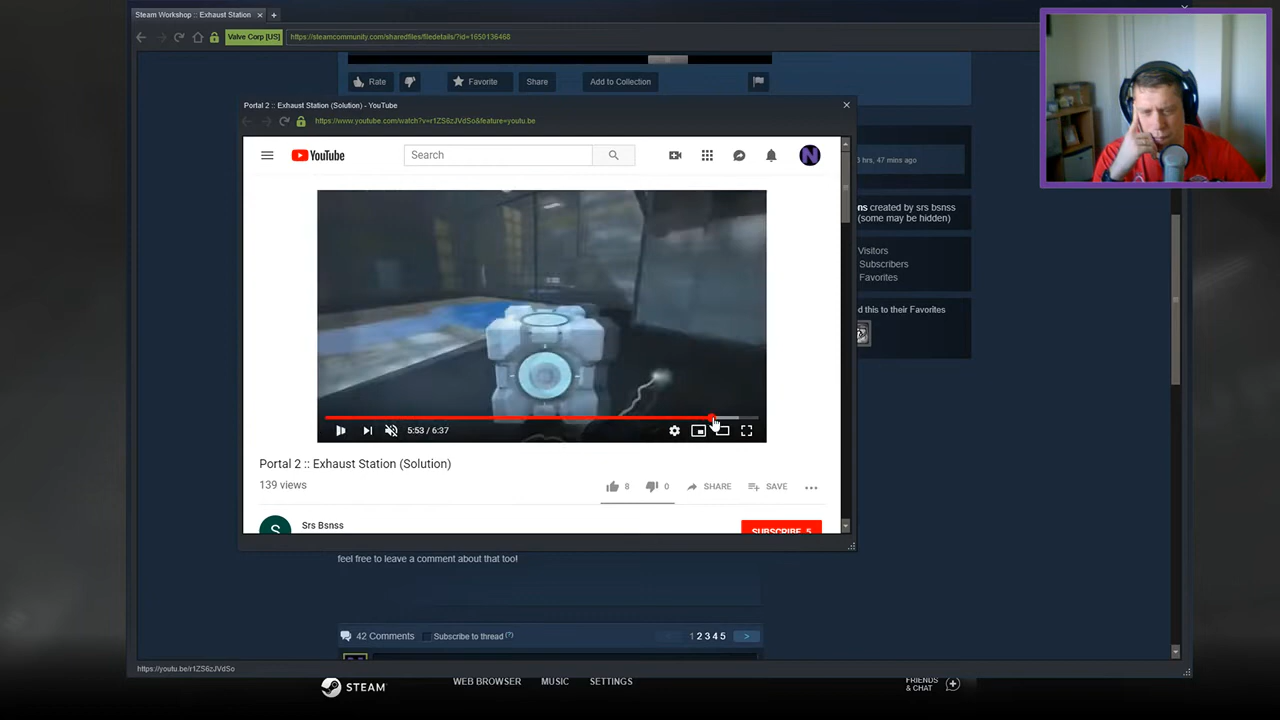 Steam Workshop :: Exhaust Station
Valve Corp [US]
https://steamcommunity.com/sharedfiles/filedetails/?id=1650136468
Rate
Favorite
Share
Add to Collection
Portal 2 :: Exhaust Station (Solution) - YouTube
https://www.youtube.com/watch?v=r1ZS6zJVdSo&feature=youtu.be
YouTube
Search
N
hrs, 47 mins ago
ns created by srs bsnss
(some may be hidden)
Visitors
Subscribers
Favorites
d this to their Favorites
5:53 / 6:37
Portal 2 :: Exhaust Station (Solution)
139 views
8
0
SHARE
SAVE
S
Srs Bsnss
SUBSCRIBE 5
feel free to leave a comment about that too!
42 Comments
Subscribe to thread
(?)
1 2 3 4 5
>
https://youtu.be/r1ZS6zJVdSo
STEAM
WEB BROWSER
MUSIC
SETTINGS
FRIENDS
& CHAT